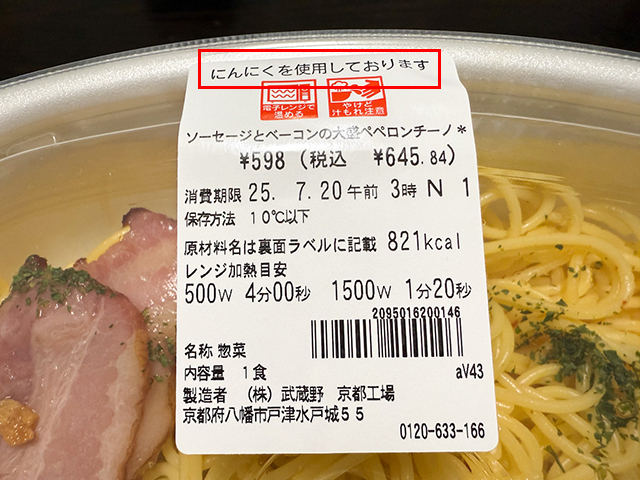 にんにくを使用しております
電子レンジで
温める
やけど
汁もれ注意
ソーセージとベーコンの大盛ペペロンチーノ*
¥598 (税込 ¥645.84)
消費期限 25. 7.20午前 3時 N 1
保存方法 10℃以下
原材料名は裏面ラベルに記載 821kcal
レンジ加熱目安
500W 4分00秒 1500W 1分20秒
2095016200146
名称 惣菜
内容量 1食 aV43
製造者 (株)武蔵野 京都工場
京都府八幡市戸津水戸城55
0120-633-166